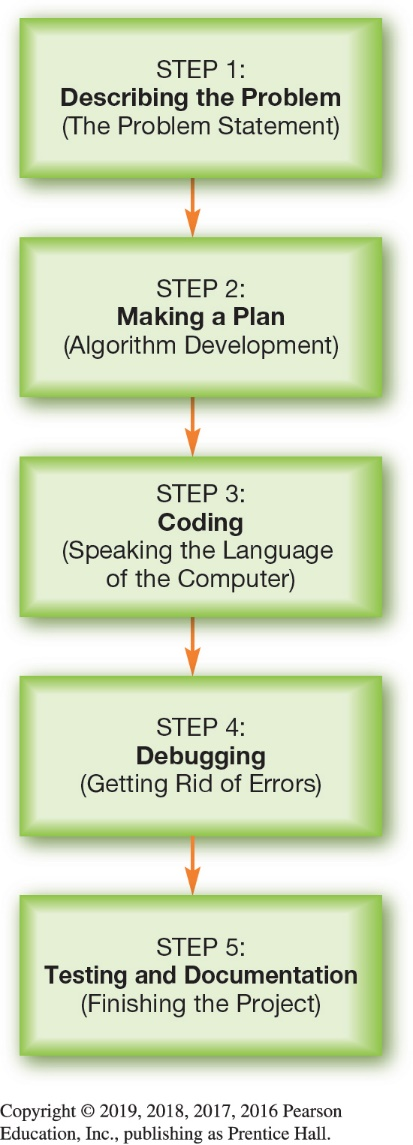 STEP 1:
Describing the Problem
(The Problem Statement)
STEP 2:
Making a Plan
(Algorithm Development)
STEP 3:
Coding
(Speaking the Language
of the Computer)
STEP 4:
Debugging
(Getting Rid of Errors)
STEP 5:
Testing and Documentation
(Finishing the Project)
Copyright © 2019, 2018, 2017, 2016 Pearson
Education, Inc., publishing as Prentice Hall.